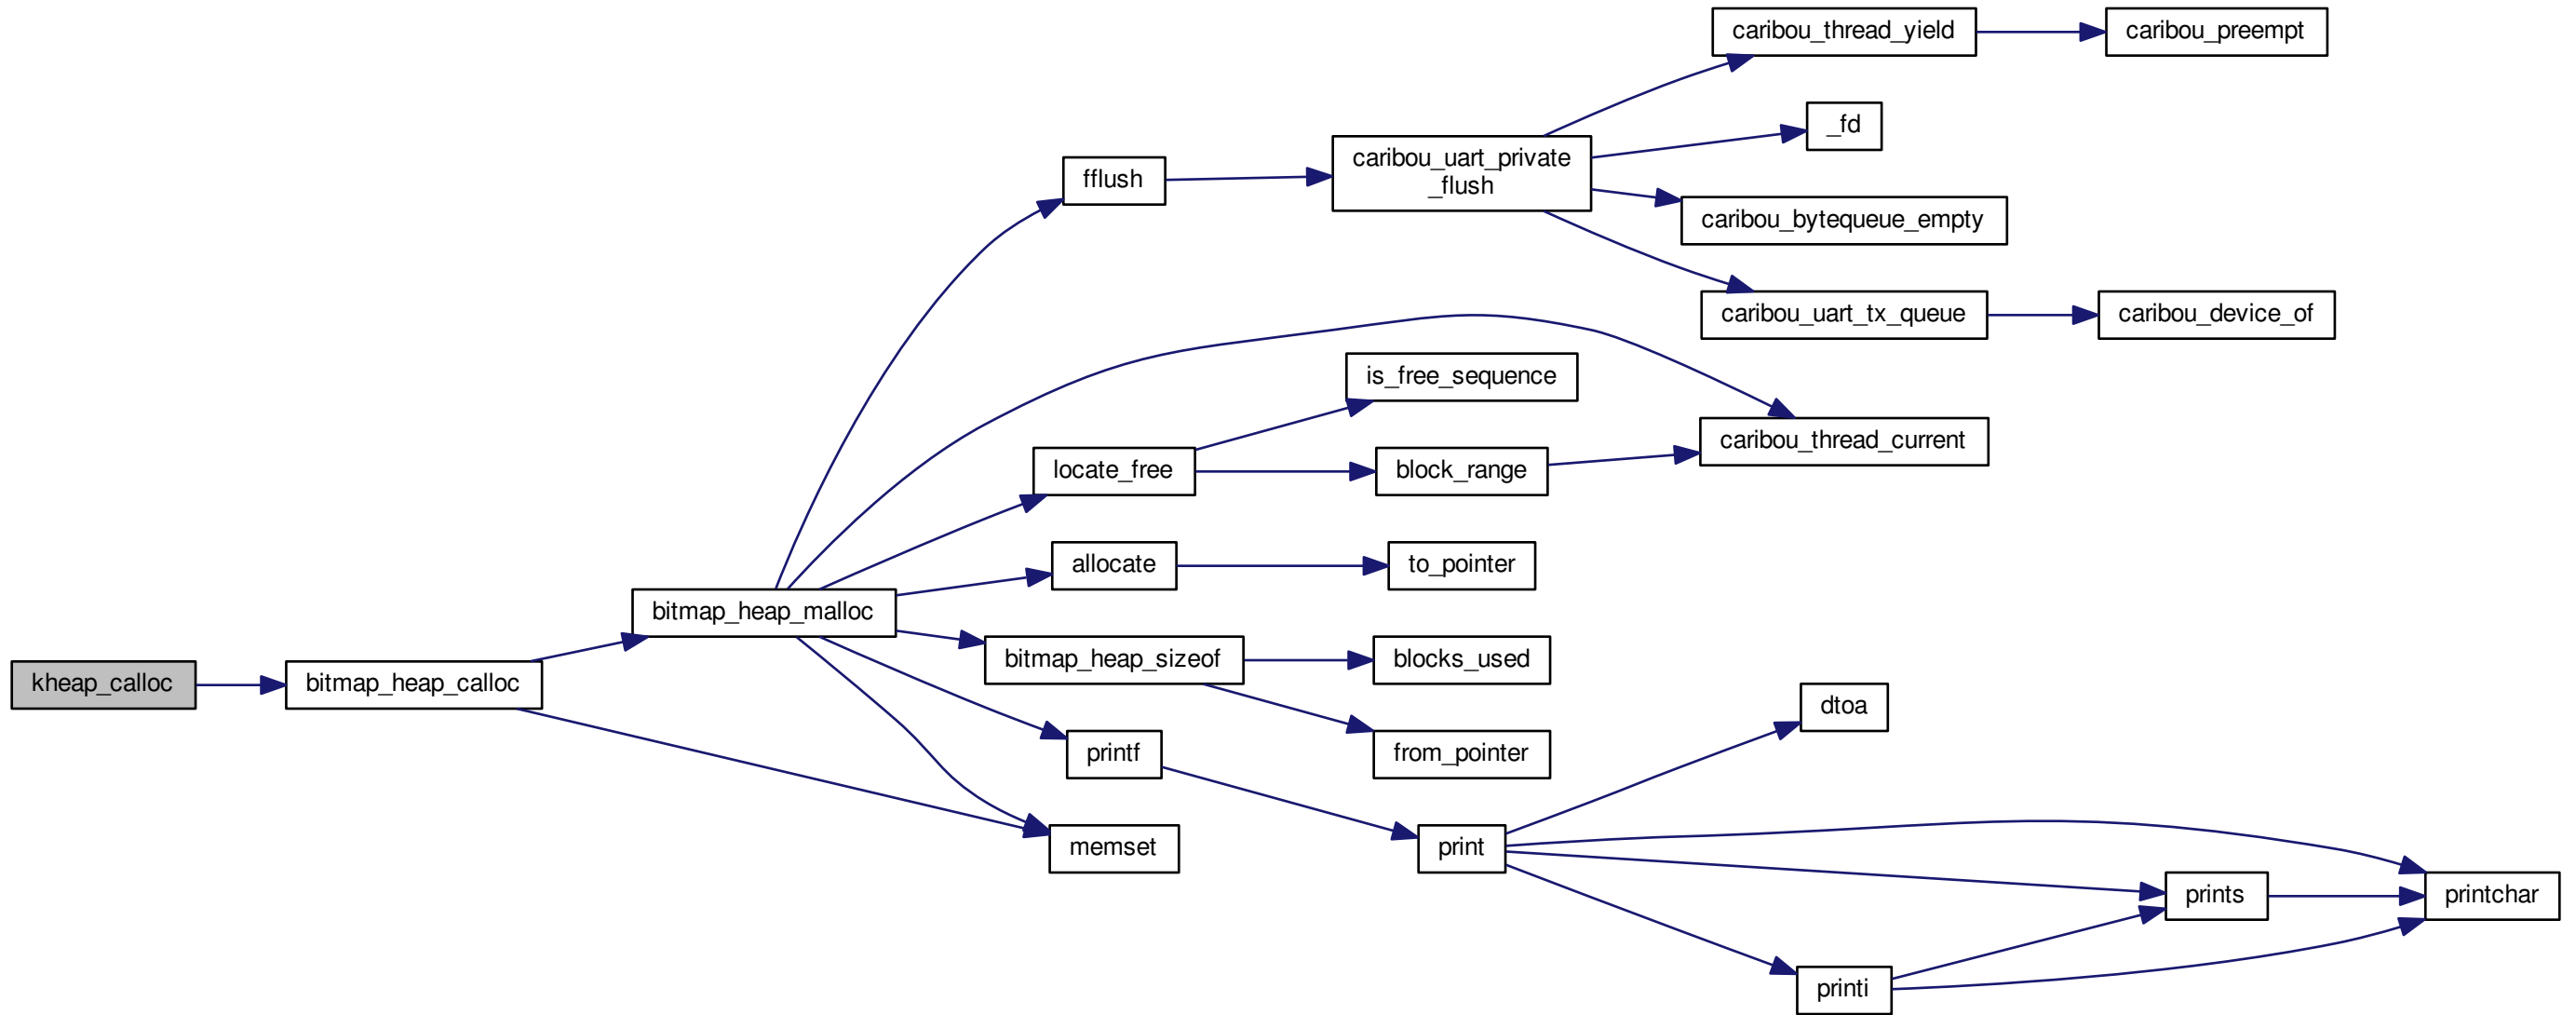 caribou_thread_yield
caribou_preempt
_fd
caribou_uart_private
_flush
fflush
caribou_bytequeue_empty
caribou_uart_tx_queue
caribou_device_of
is_free_sequence
caribou_thread_current
locate_free
block_range
allocate
to_pointer
bitmap_heap_malloc
bitmap_heap_sizeof
blocks_used
kheap_calloc
bitmap_heap_calloc
dtoa
printf
from_pointer
memset
print
prints
printchar
printi